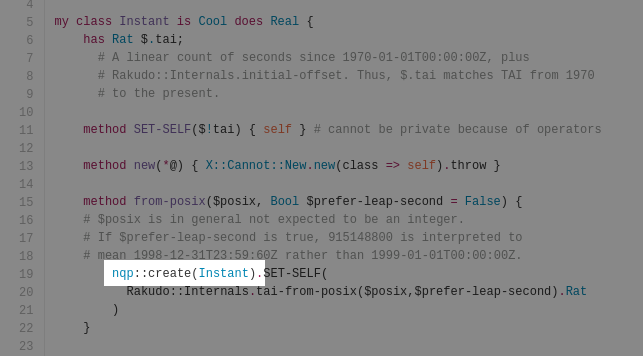 4
5 my class Instant is Cool does Real {
6 has Rat $.tai;
7 # A linear count of seconds since 1970-01-01T00:00:00Z, plus
8 # Rakudo::Internals.initial-offset. Thus, $.tai matches TAI from 1970
9 # to the present.
10
11 method SET-SELF($!tai) { self } # cannot be private because of operators
12
13 method new(*@) { X::Cannot::New.new(class => self).throw }
14
15 method from-posix($posix, Bool $prefer-leap-second = False) {
16 # $posix is in general not expected to be an integer.
17 # If $prefer-leap-second is true, 915148800 is interpreted to
18 # mean 1998-12-31T23:59:60Z rather than 1999-01-01T00:00:00Z.
19 nqp::create(Instant).SET-SELF(
20 Rakudo::Internals.tai-from-posix($posix,$prefer-leap-second).Rat
21 )
22 }
23